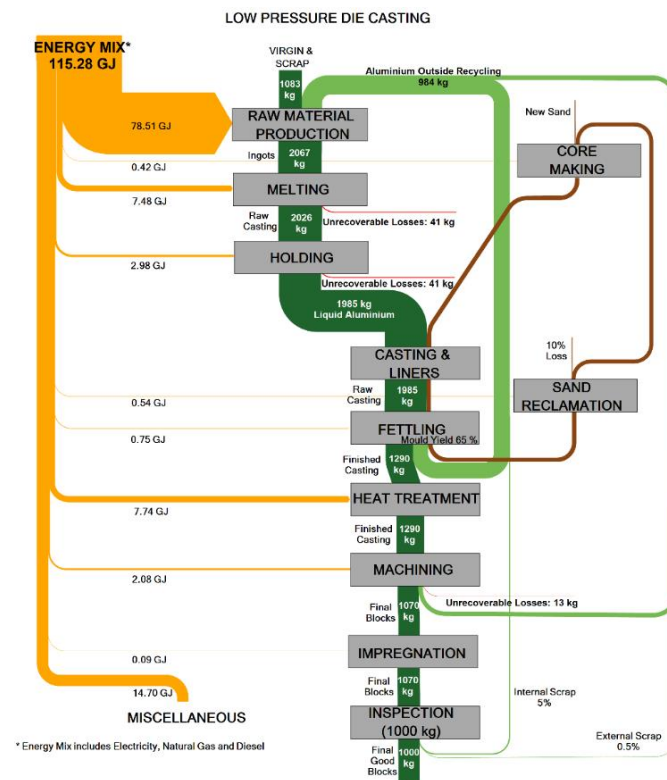 LOW PRESSURE DIE CASTING
ENERGY MIX*
115.28 GJ
VIRGIN &
SCRAP
1083
kg
Aluminium Outside Recycling
984 kg
78.51 GJ
RAW MATERIAL
PRODUCTION
New Sand
CORE
MAKING
Ingots
2067
kg
0.42 GJ
MELTING
7.48 GJ
Raw
Casting
2026
kg
Unrecoverable Losses: 41 kg
HOLDING
2.98 GJ
Unrecoverable Losses: 41 kg
1985 kg
Liquid Aluminium
10%
Loss
CASTING &
LINERS
Raw
Casting
1985
kg
SAND
RECLAMATION
0.54 GJ
FETTLING
Mould Yield 65 %
0.75 GJ
Finished
Casting
1290
kg
HEAT TREATMENT
7.74 GJ
Finished
Casting
1290
kg
MACHINING
2.08 GJ
Unrecoverable Losses: 13 kg
Final
Blocks
1070
kg
IMPREGNATION
0.09 GJ
Final
Blocks
1070
kg
Internal Scrap
5%
14.70 GJ
MISCELLANEOUS
INSPECTION
(1000 kg)
External Scrap
0.5%
* Energy Mix includes Electricity, Natural Gas and Diesel
Final
Good
Blocks
1000
kg